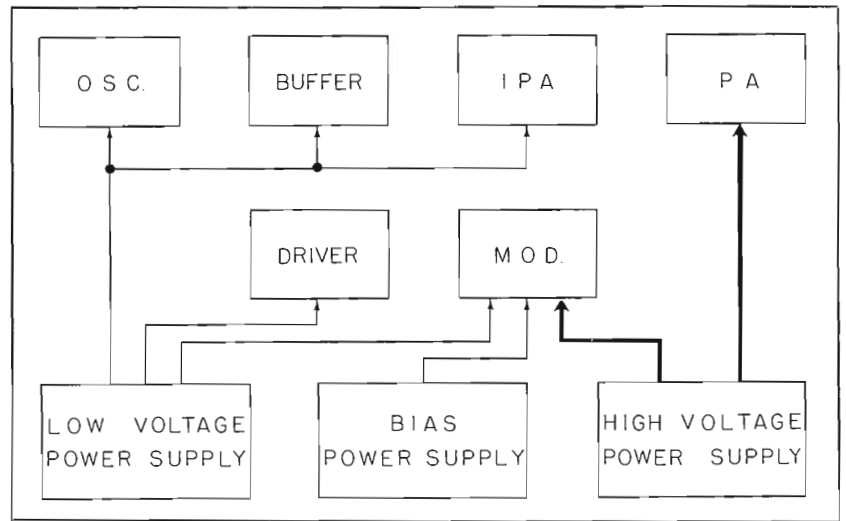 OSC.
BUFFER
IPA
PA
DRIVER
MOD.
LOW VOLTAGE
POWER SUPPLY
BIAS
POWER SUPPLY
HIGH VOLTAGE
POWER SUPPLY